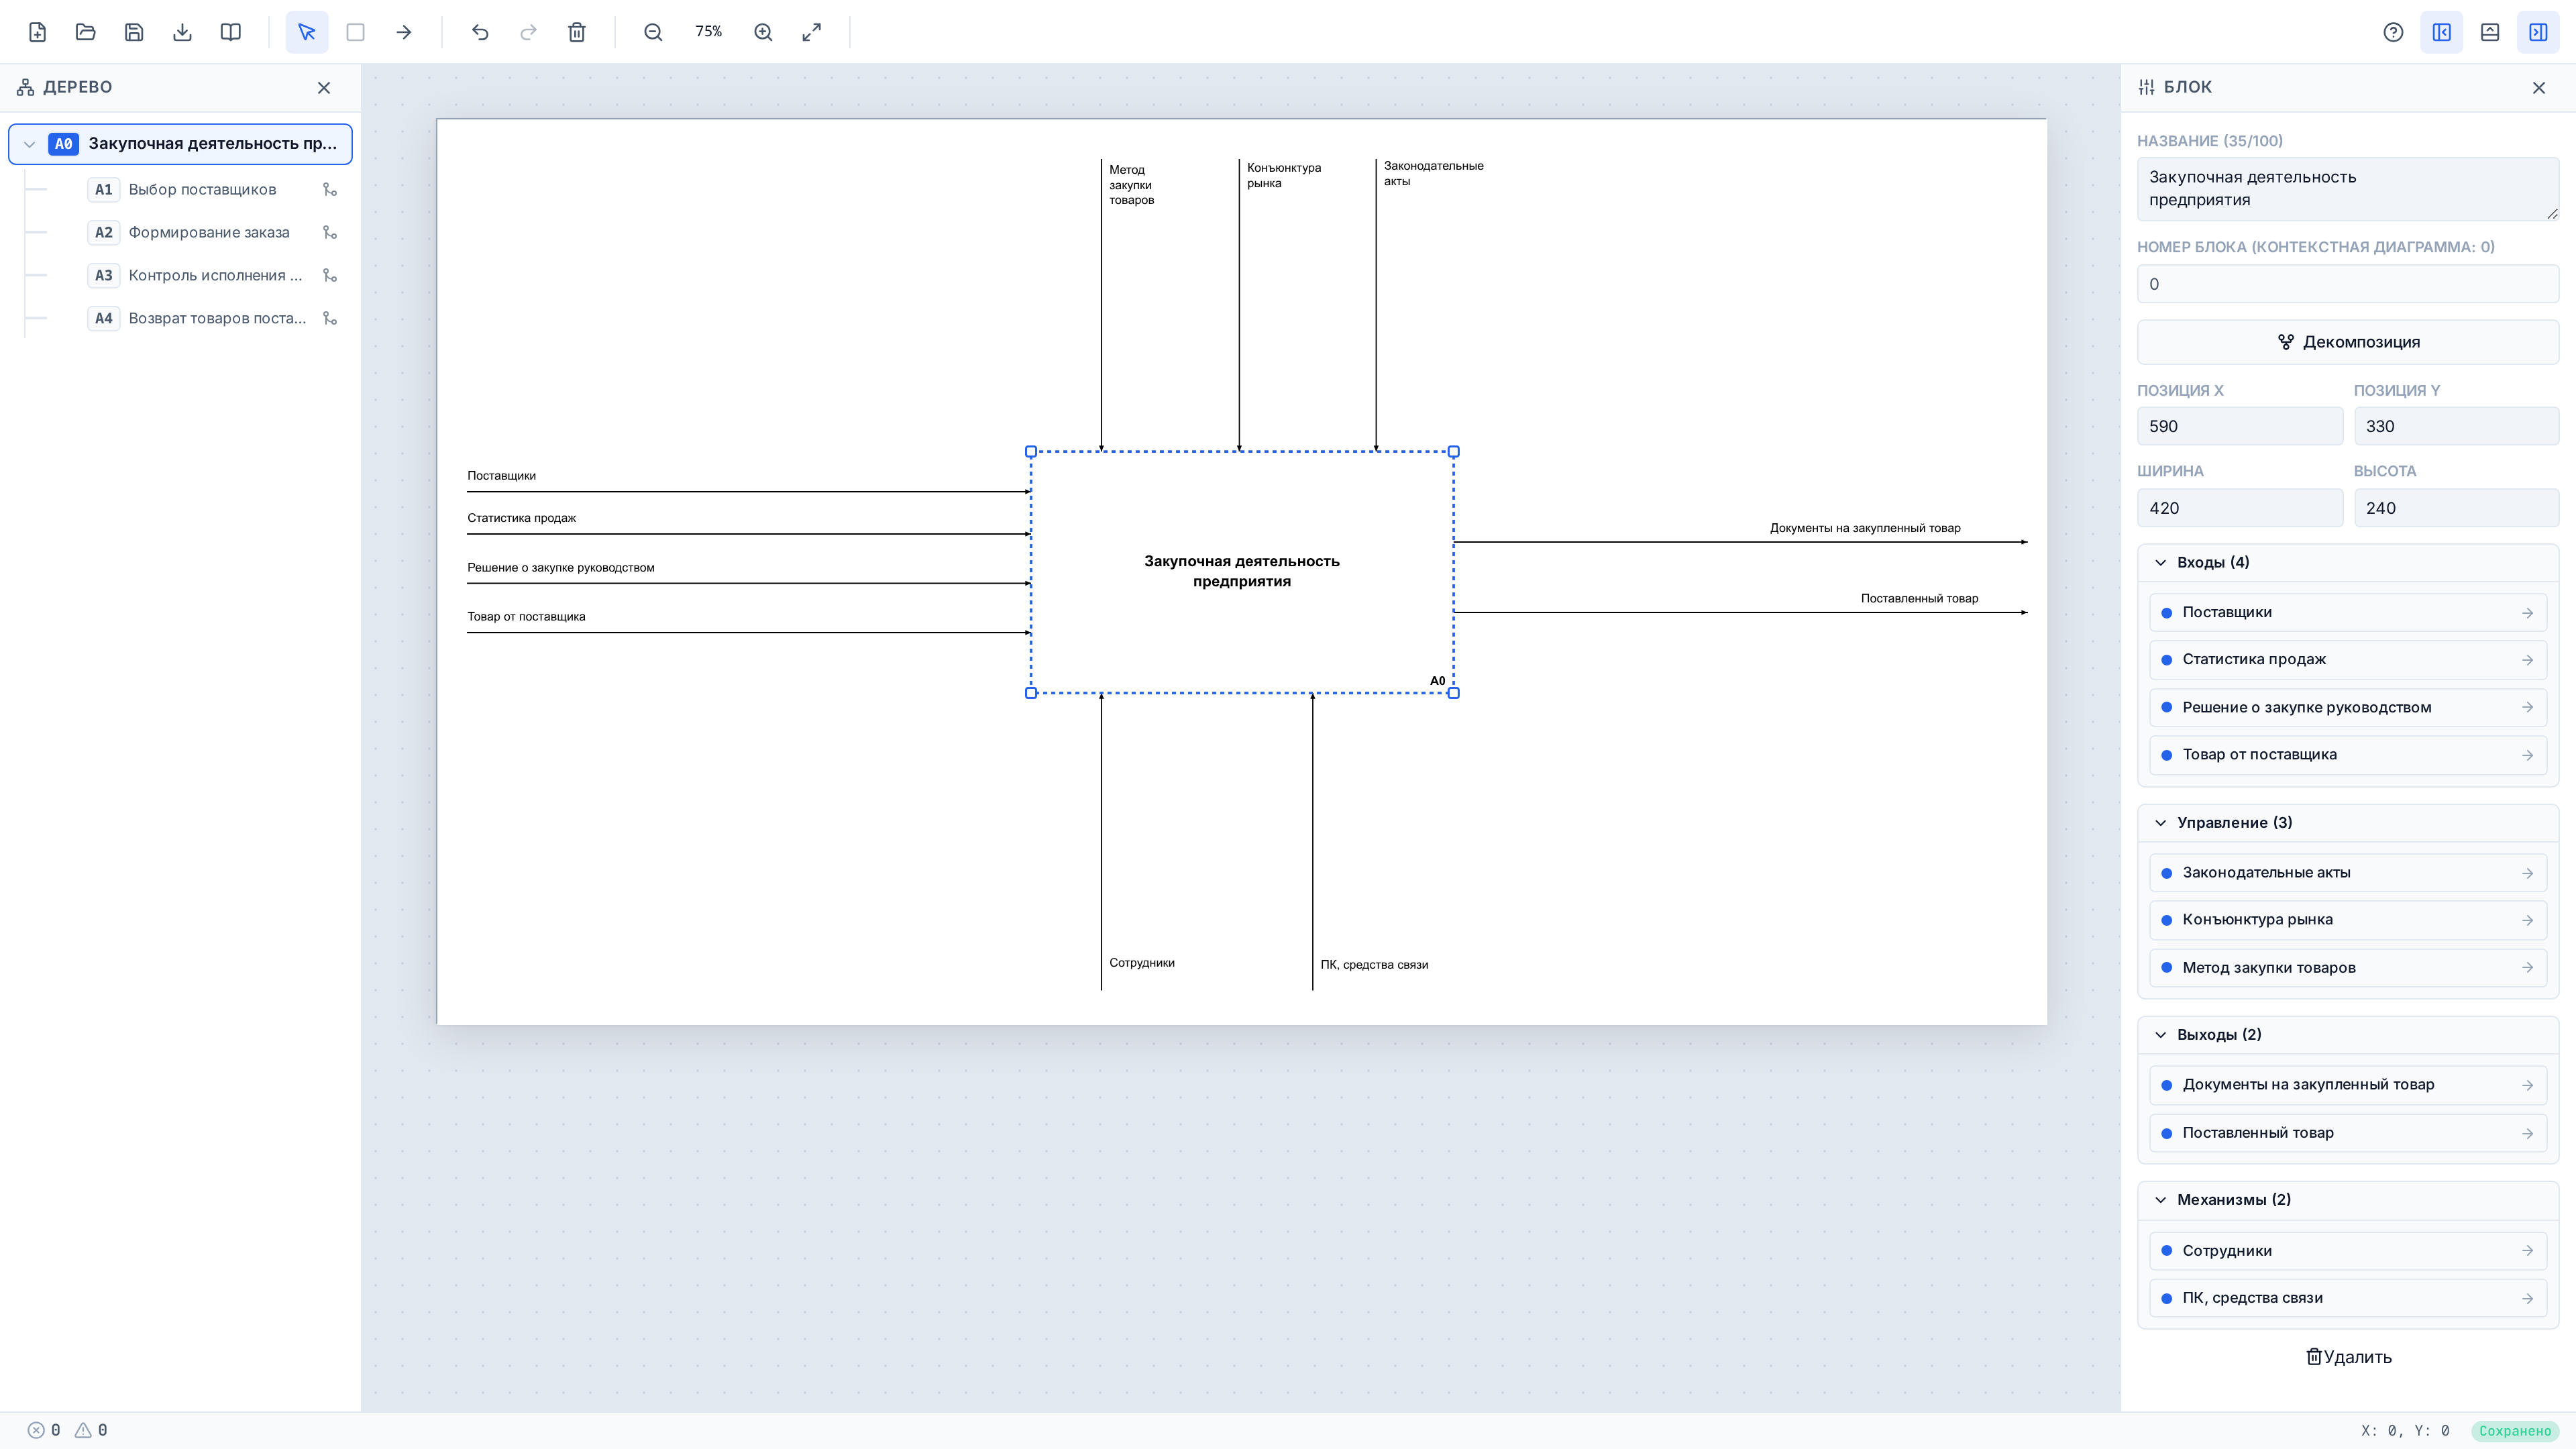 75%
ДЕРЕВО
A0 Закупочная деятельность пр...
A1 Выбор поставщиков
A2 Формирование заказа
A3 Контроль исполнения ...
A4 Возврат товаров поста...
Метод
закупки
товаров
Конъюнктура
рынка
Законодательные
акты
Поставщики
Статистика продаж
Решение о закупке руководством
Товар от поставщика
Закупочная деятельность
предприятия
A0
Документы на закупленный товар
Поставленный товар
Сотрудники
ПК, средства связи
БЛОК
НАЗВАНИЕ (35/100)
Закупочная деятельность
предприятия
НОМЕР БЛОКА (КОНТЕКСТНАЯ ДИАГРАММА: 0)
0
Декомпозиция
ПОЗИЦИЯ X ПОЗИЦИЯ Y
590 330
ШИРИНА ВЫСОТА
420 240
Входы (4)
Поставщики
Статистика продаж
Решение о закупке руководством
Товар от поставщика
Управление (3)
Законодательные акты
Конъюнктура рынка
Метод закупки товаров
Выходы (2)
Документы на закупленный товар
Поставленный товар
Механизмы (2)
Сотрудники
ПК, средства связи
Удалить
0 0
X: 0, Y: 0 Сохранено